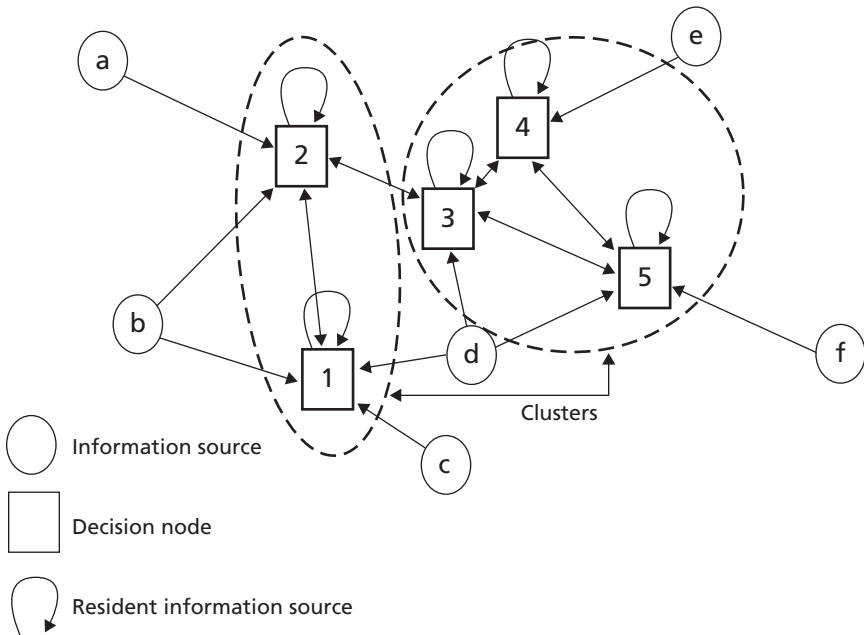 a
e
4
2
3
5
b
d
f
1
Clusters
c
Information source
Decision node
Resident information source